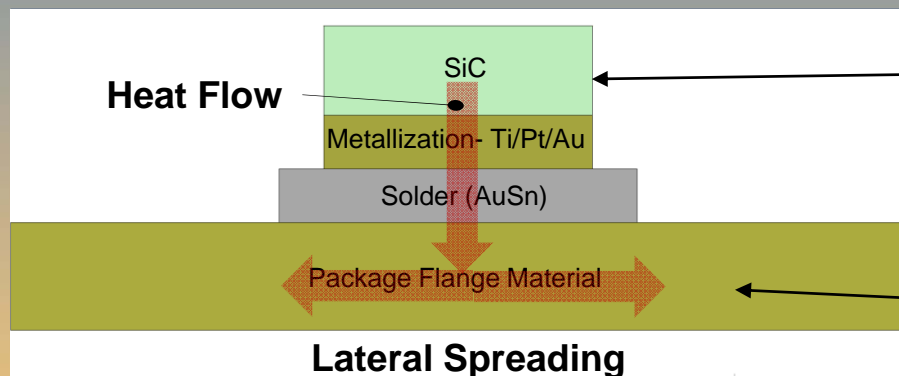 SiC
Heat Flow
Metallization- Ti/Pt/Au
Solder (AuSn)
Package Flange Material
Lateral Spreading